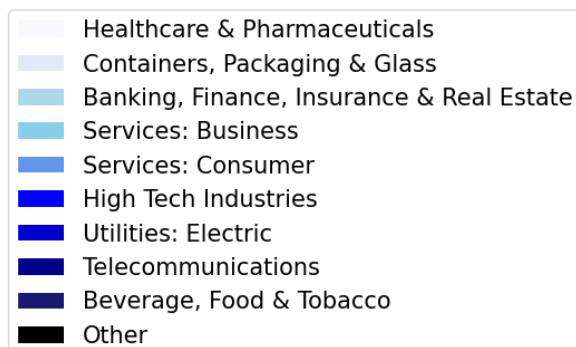 Healthcare & Pharmaceuticals
Containers, Packaging & Glass
Banking, Finance, Insurance & Real Estate
Services: Business
Services: Consumer
High Tech Industries
Utilities: Electric
Telecommunications
Beverage, Food & Tobacco
Other